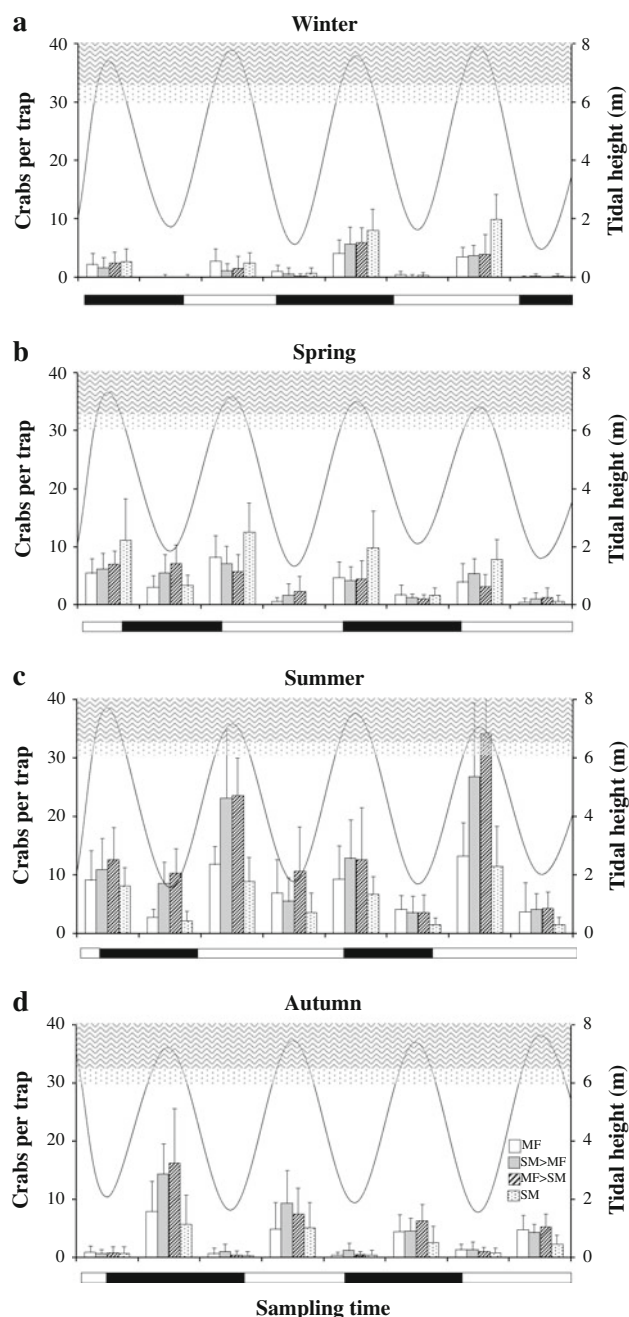 a Winter
Crabs per trap
40
30
20
10
0
Tidal height (m)
8
6
4
2
0
b Spring
Crabs per trap
40
30
20
10
0
Tidal height (m)
8
6
4
2
0
c Summer
Crabs per trap
40
30
20
10
0
Tidal height (m)
8
6
4
2
0
d Autumn
Crabs per trap
40
30
20
10
0
Tidal height (m)
8
6
4
2
0
MF
SM>MF
MF>SM
SM
Sampling time